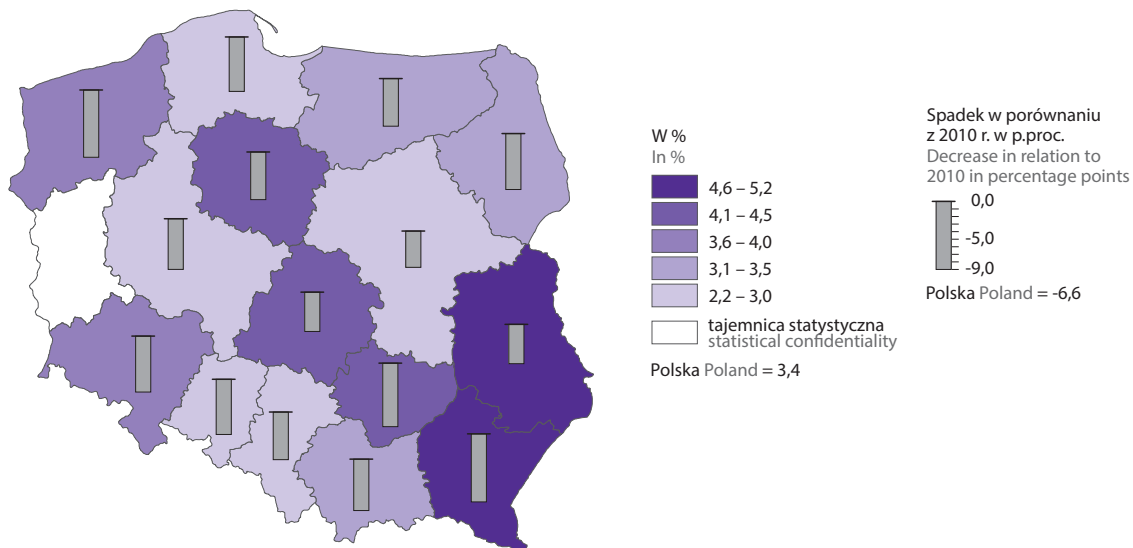 W %
In %
4,6 – 5,2
4,1 – 4,5
3,6 – 4,0
3,1 – 3,5
2,2 – 3,0
tajemnica statystyczna
statistical confidentiality
Polska Poland = 3,4
Spadek w porównaniu
z 2010 r. w p.proc.
Decrease in relation to
2010 in percentage points
0,0
-5,0
-9,0
Polska Poland = -6,6